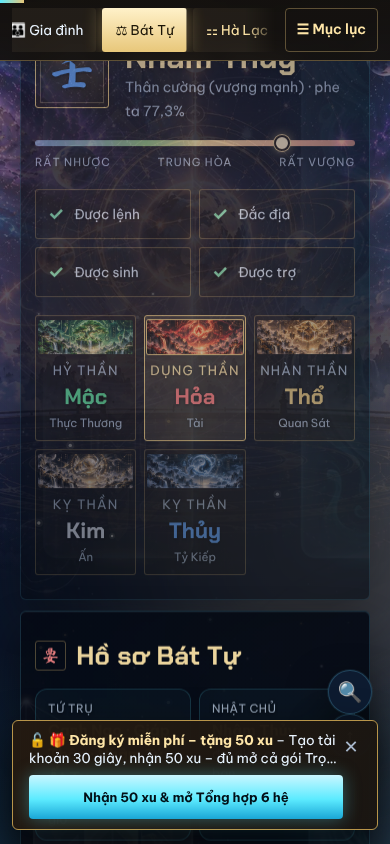 Gia đình
Bát Tự
Hà Lạc
☰ Mục lục
Nhâm Thủy
Thân cường (vượng mạnh) · phe
ta 77,3%
RẤT NHƯỢC
TRUNG HÒA
RẤT VƯỢNG
✓ Được lệnh
✓ Đắc địa
✓ Được sinh
✓ Được trợ
HỶ THẦN
Mộc
Thực Thương
DỤNG THẦN
Hỏa
Tài
NHÀN THẦN
Thổ
Quan Sát
KỴ THẦN
Kim
Ấn
KỴ THẦN
Thủy
Tỷ Kiếp
Hồ sơ Bát Tự
TỨ TRỤ
NHẬT CHỦ
🔓 🎁 Đăng ký miễn phí – tặng 50 xu – Tạo tài
khoản 30 giây, nhận 50 xu – đủ mở cả gói Trọ...
✕
Nhận 50 xu & mở Tổng hợp 6 hệ